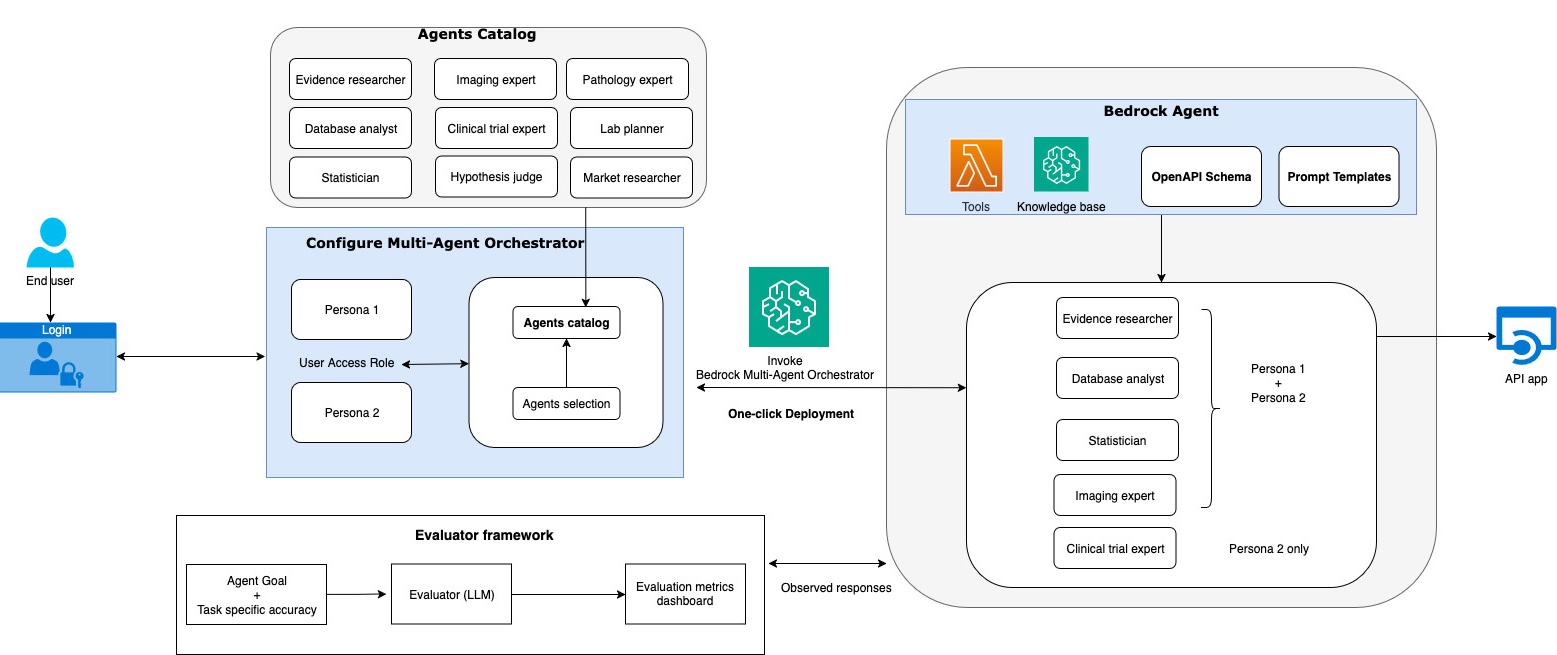 Agents Catalog
Evidence researcher
Imaging expert
Pathology expert
Database analyst
Clinical trial expert
Lab planner
Statistician
Hypothesis judge
Market researcher
End user
Login
Configure Multi-Agent Orchestrator
Persona 1
User Access Role
Persona 2
Agents catalog
Agents selection
Invoke
Bedrock Multi-Agent Orchestrator
One-click Deployment
Bedrock Agent
Tools
Knowledge base
OpenAPI Schema
Prompt Templates
Evidence researcher
Database analyst
Statistician
Imaging expert
Clinical trial expert
Persona 1
+
Persona 2
Persona 2 only
API app
Evaluator framework
Agent Goal
+
Task specific accuracy
Evaluator (LLM)
Evaluation metrics
dashboard
Observed responses